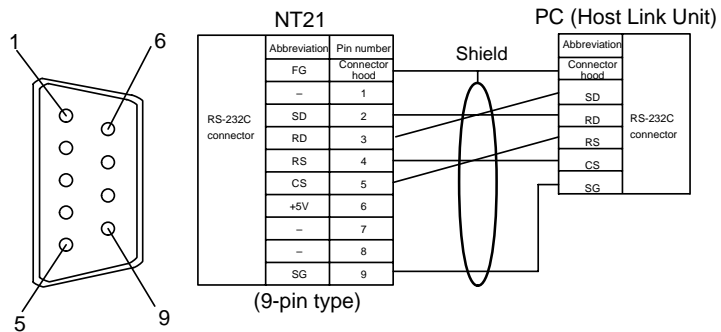 NT21
PC (Host Link Unit)
1
6
5
9
RS-232C
connector
Abbreviation Pin number
FG Connector
hood
– 1
SD 2
RD 3
RS 4
CS 5
+5V 6
– 7
– 8
SG 9
(9-pin type)
Shield
Abbreviation
Connector
hood
SD
RD
RS
CS
SG
RS-232C
connector